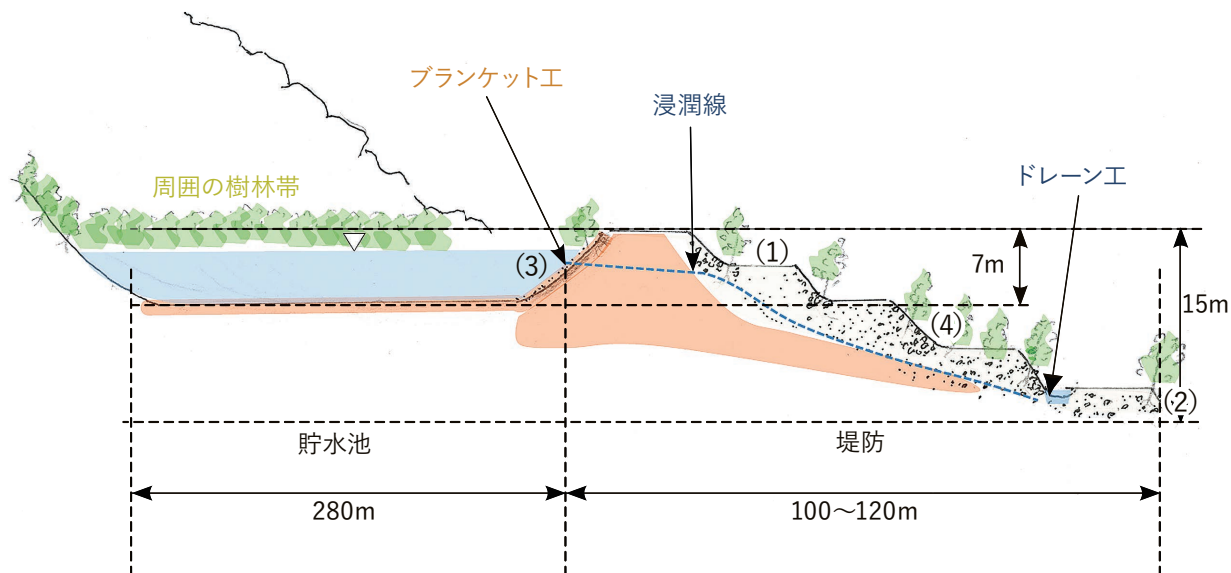 ブランケット工
浸潤線
ドレーン工
周囲の樹林帯
(1)
(3)
7m
15m
(4)
(2)
貯水池
堤防
280m
100〜120m